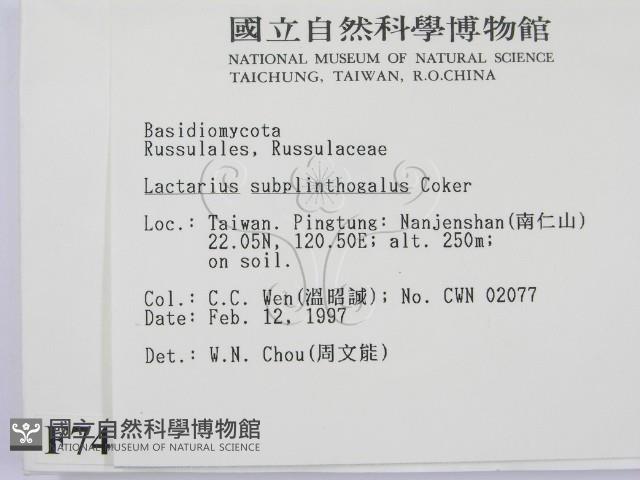 國立自然科學博物館
NATIONAL MUSEUM OF NATURAL SCIENCE
TAICHUNG, TAIWAN, R.O.CHINA
Basidiomycota
Russulales, Russulaceae
Lactarius subplinthogalus Coker
Loc.: Taiwan. Pingtung: Nanjenshan(南仁山)
22.05N, 120.50E; alt. 250m;
on soil.
Col.: C.C. Wen(溫昭誠); No. CWN 02077
Date: Feb. 12, 1997
Det.: W.N. Chou(周文能)
F74
國立自然科學博物館
NATIONAL MUSEUM OF NATURAL SCIENCE